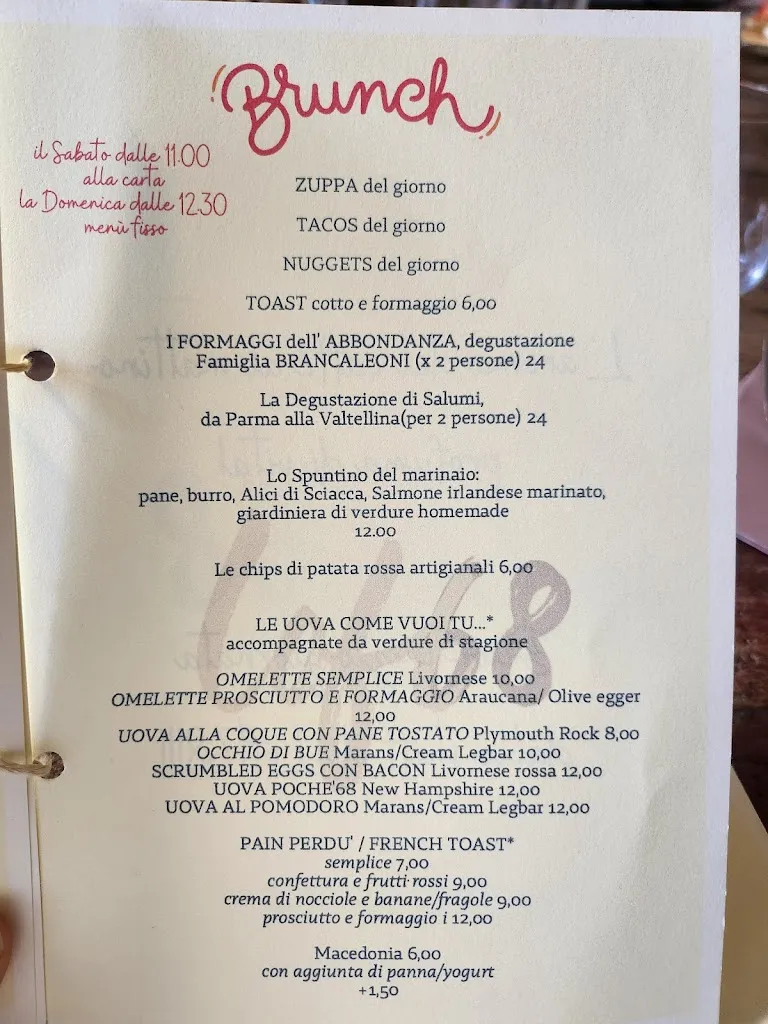 Brunch
il Sabato dalle 11.00
alla carta
la Domenica dalle 12.30
menù fisso
ZUPPA del giorno
TACOS del giorno
NUGGETS del giorno
TOAST cotto e formaggio 6,00
I FORMAGGI dell' ABBONDANZA, degustazione
Famiglia BRANCALEONI (x 2 persone) 24
La Degustazione di Salumi,
da Parma alla Valtellina(per 2 persone) 24
Lo Spuntino del marinaio:
pane, burro, Alici di Sciacca, Salmone irlandese marinato,
giardiniera di verdure homemade
12.00
Le chips di patata rossa artigianali 6,00
LE UOVA COME VUOI TU...*
accompagnate da verdure di stagione
OMELETTE SEMPLICE Livornese 10,00
OMELETTE PROSCIUTTO E FORMAGGIO Araucana/ Olive egger
12,00
UOVA ALLA COQUE CON PANE TOSTATO Plymouth Rock 8,00
OCCHIO DI BUE Marans/Cream Legbar 10,00
SCRUMBLED EGGS CON BACON Livornese rossa 12,00
UOVA POCHE'68 New Hampshire 12,00
UOVA AL POMODORO Marans/Cream Legbar 12,00
PAIN PERDU' / FRENCH TOAST*
semplice 7,00
confettura e frutti rossi 9,00
crema di nocciole e banane/fragole 9,00
prosciutto e formaggio i 12,00
Macedonia 6,00
con aggiunta di panna/yogurt
+1,50